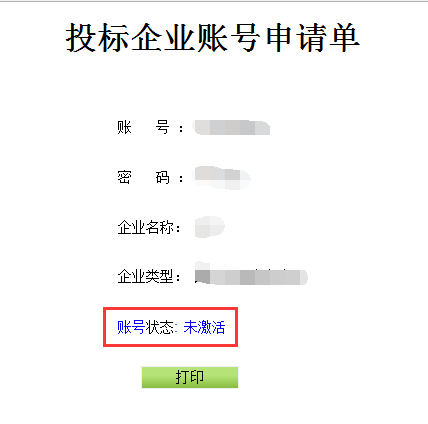 投标企业账号申请单
账 号：
密 码：
企业名称：
企业类型：
账号状态: 未激活
打印